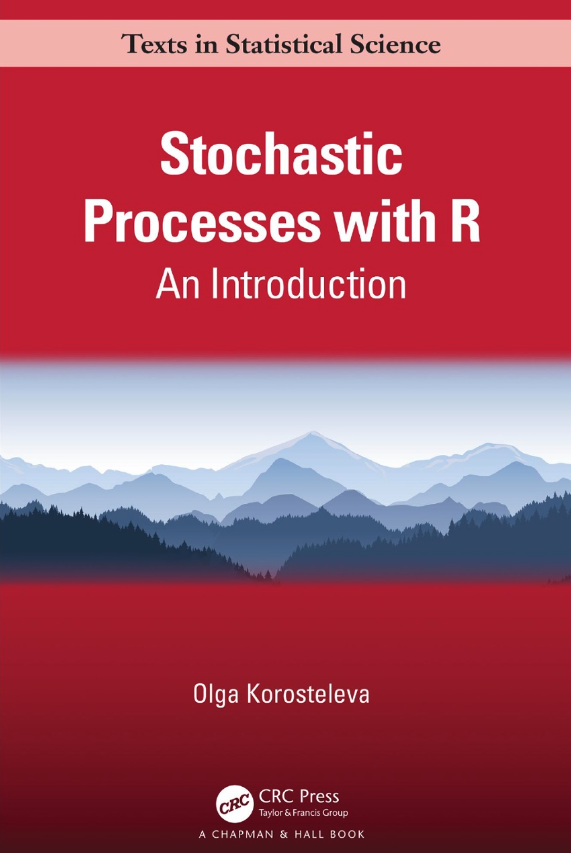 Texts in Statistical Science
Stochastic
Processes with R
An Introduction
Olga Korosteleva
CRC
CRC Press
Taylor & Francis Group
A CHAPMAN & HALL BOOK